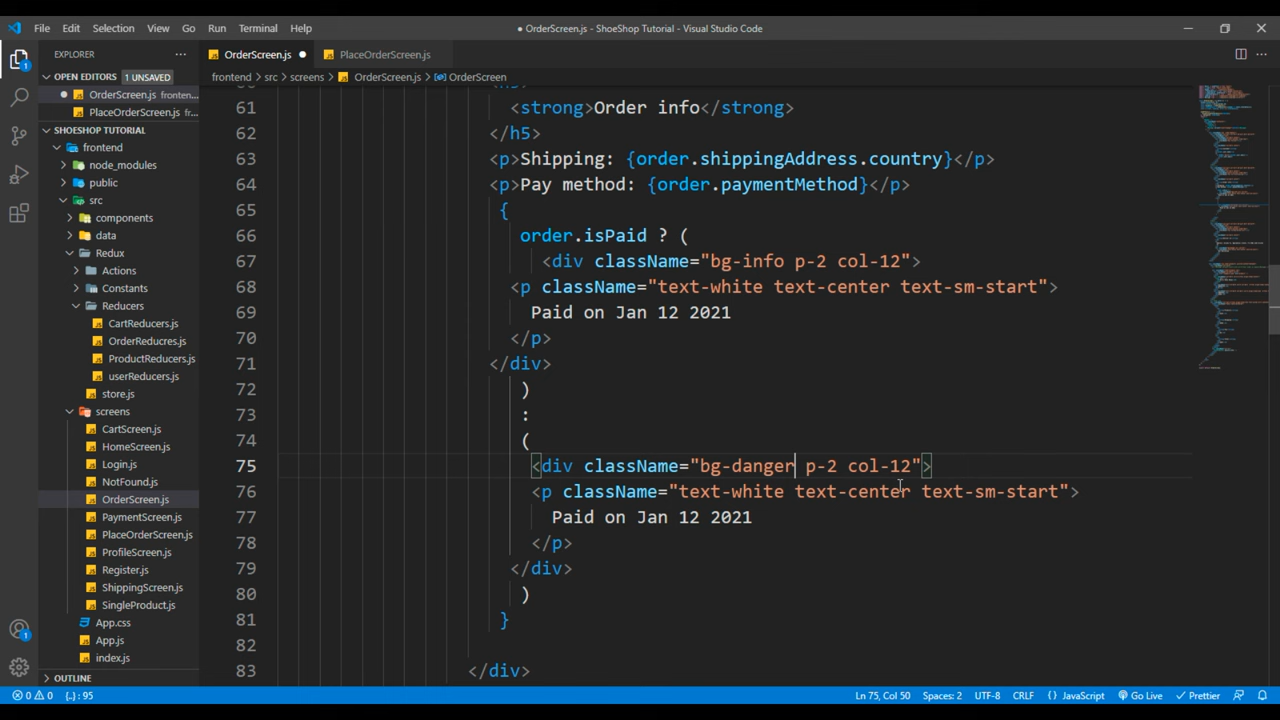 File Edit Selection View Go Run Terminal Help ● OrderScreen.js - ShoeShop Tutorial - Visual Studio Code
EXPLORER
OrderScreen.js
PlaceOrderScreen.js
OPEN EDITORS 1 UNSAVED
frontend > src > screens > OrderScreen.js > OrderScreen
OrderScreen.js fronten...
PlaceOrderScreen.js fr...
SHOESHOP TUTORIAL
frontend
node_modules
public
src
components
data
Redux
Actions
Constants
Reducers
CartReducers.js
OrderReducres.js
ProductReducers.js
userReducers.js
store.js
screens
CartScreen.js
HomeScreen.js
Login.js
NotFound.js
OrderScreen.js
PaymentScreen.js
PlaceOrderScreen.js
ProfileScreen.js
Register.js
ShippingScreen.js
SingleProduct.js
App.css
App.js
index.js
OUTLINE
61 <strong>Order info</strong>
62 </h5>
63 <p>Shipping: {order.shippingAddress.country}</p>
64 <p>Pay method: {order.paymentMethod}</p>
65 {
66 order.isPaid ? (
67 <div className="bg-info p-2 col-12">
68 <p className="text-white text-center text-sm-start">
69 Paid on Jan 12 2021
70 </p>
71 </div>
72 )
73 :
74 (
75 <div className="bg-danger p-2 col-12">
76 <p className="text-white text-center text-sm-start">
77 Paid on Jan 12 2021
78 </p>
79 </div>
80 )
81 }
82
83 </div>
1
1
0 0 {..}: 95 Ln 75, Col 50 Spaces: 2 UTF-8 CRLF {} JavaScript Go Live Prettier